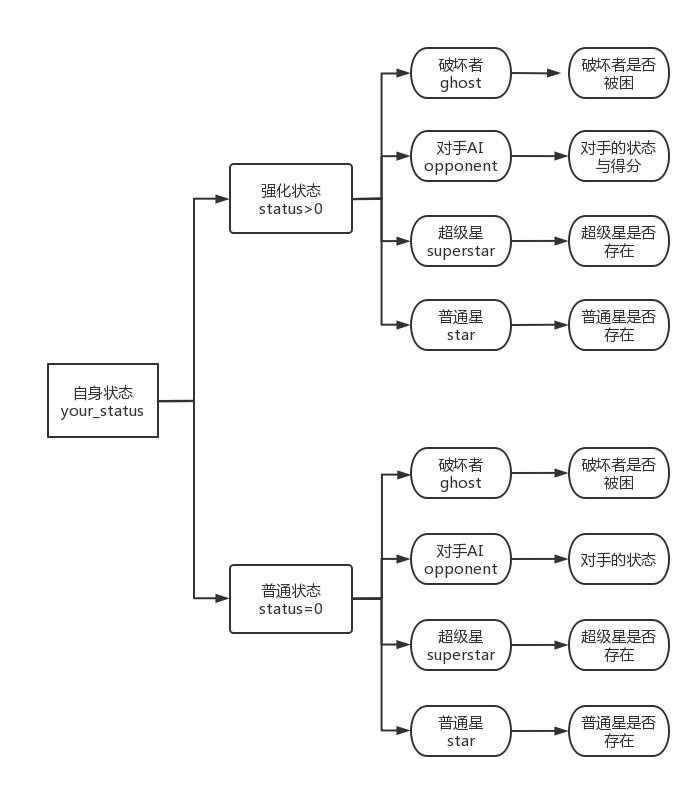 破坏者
ghost
破坏者是否
被困
对手AI
opponent
对手的状态
与得分
强化状态
status>0
超级星
superstar
超级星是否
存在
普通星
star
普通星是否
存在
自身状态
your_status
破坏者
ghost
破坏者是否
被困
对手AI
opponent
对手的状态
普通状态
status=0
超级星
superstar
超级星是否
存在
普通星
star
普通星是否
存在